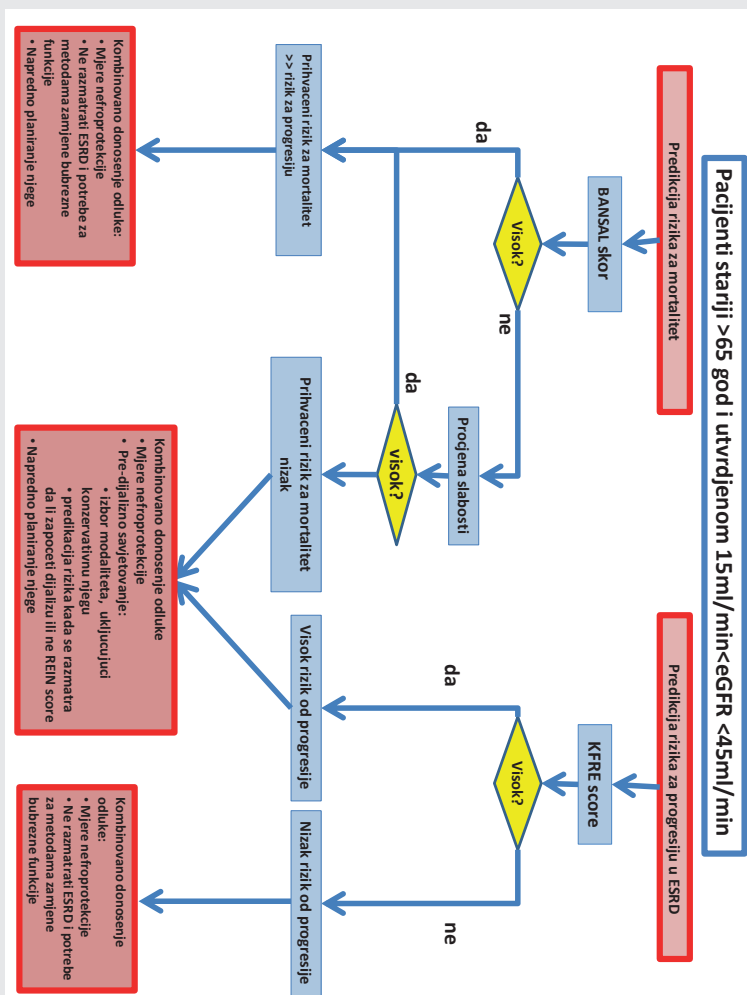 Pacijenti stariji >65 god i utvrdjenom 15ml/min<eGFR <45ml/min
Predikcija rizika za mortalitet
Predikcija rizika za progresiju u ESRD
BANSAL skor
KFRE score
Visok?
Visok?
da
ne
da
ne
Procjena slabosti
visok?
da
Prihvaceni rizik za mortalitet
>> rizik za progresiju
Prihvaceni rizik za mortalitet
nizak
Visok rizik od progresije
Nizak rizik od progresije
Kombinovano donosenje odluke:
• Mjere nefroprotekcije
• Ne razmatrati ESRD i potrebe za
metodama zamjene bubrezne
funkcije
• Napredno planiranje njege
Kombinovano donosenje odluke
• Mjere nefroprotekcije
• Pre-dijalizno savjetovanje:
• izbor modaliteta, ukljucujuci
konzervativnu njegu
• predikacija rizika kada se razmatra
da li zapoceti dijalizu ili ne REIN score
• Napredno planiranje njege
Kombinovano donosenje
odluke:
• Mjere nefroprotekcije
• Ne razmatrati ESRD i potrebe
za metodama zamjene
bubrezne funkcije